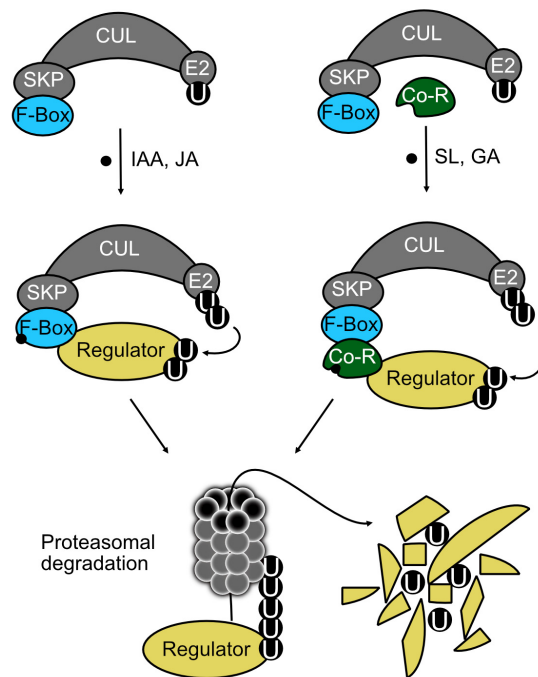 CUL
SKP
E2
U
F-Box
IAA, JA
CUL
SKP
E2
U
F-Box
Co-R
SL, GA
CUL
SKP
E2
U
U
F-Box
Regulator
U
U
CUL
SKP
E2
U
U
F-Box
Co-R
Regulator
U
U
Proteasomal
degradation
Regulator
U
U
U
U
U
U
U
U
U